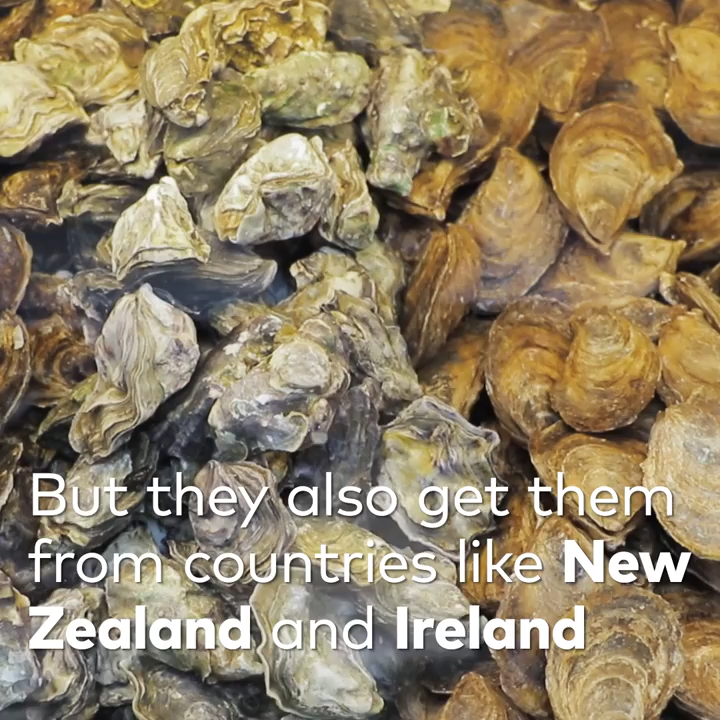 But they also get them
from countries like New
Zealand and Ireland